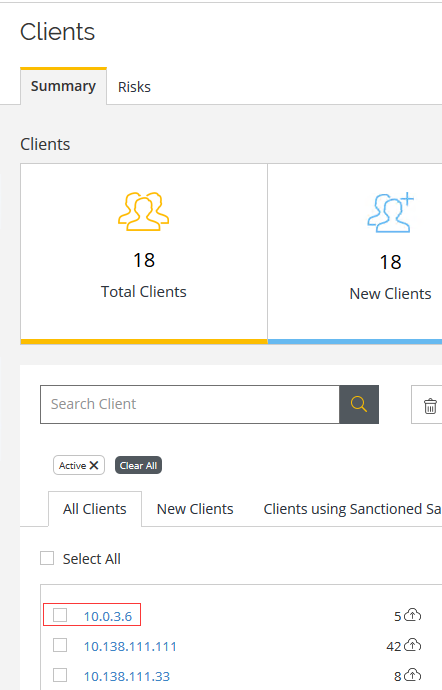 Clients
Summary Risks
Clients
18 18
Total Clients New Clients
Search Client
Active Clear All
All Clients New Clients Clients using Sanctioned Sa
Select All
10.0.3.6 5
10.138.111.111 42
10.138.111.33 8